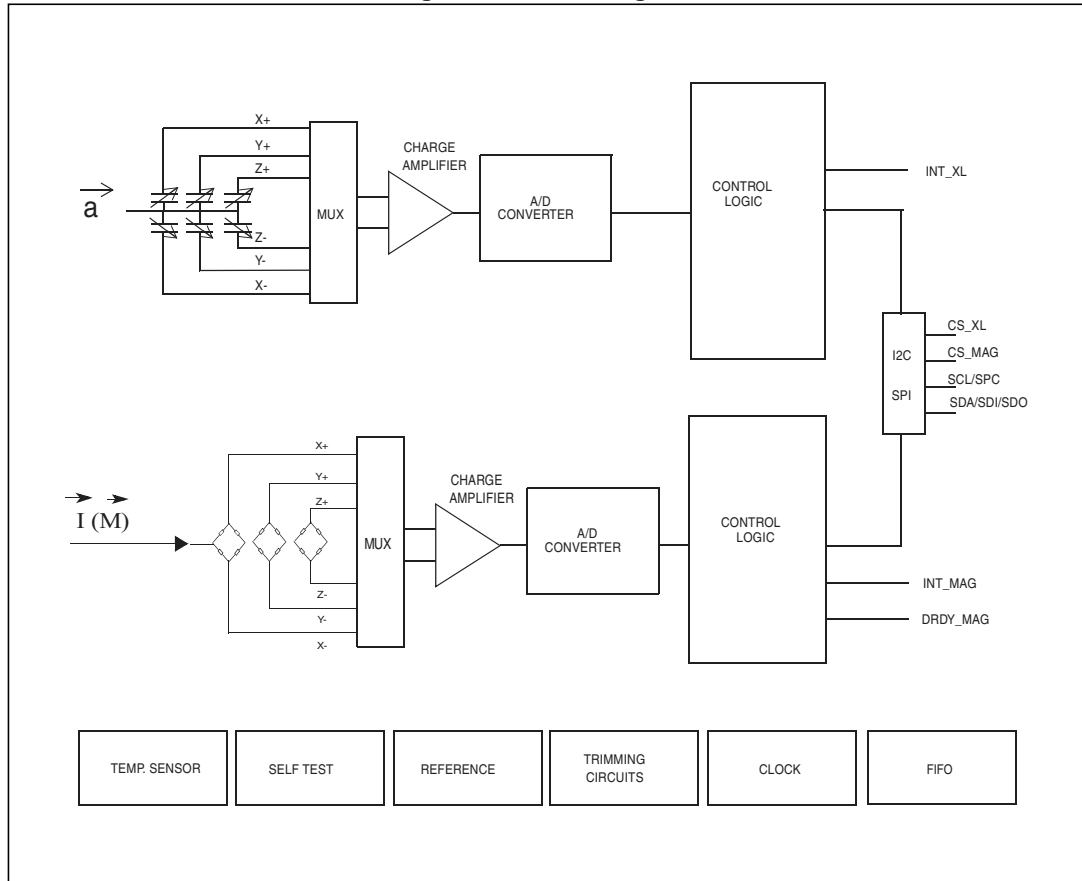 X+
Y+
Z+
a
Z-
Y-
X-
MUX
CHARGE
AMPLIFIER
A/D
CONVERTER
CONTROL
LOGIC
INT_XL
I2C
SPI
CS_XL
CS_MAG
SCL/SPC
SDA/SDI/SDO
X+
Y+
Z+
I (M)
Z-
Y-
X-
MUX
CHARGE
AMPLIFIER
A/D
CONVERTER
CONTROL
LOGIC
INT_MAG
DRDY_MAG
TEMP. SENSOR
SELF TEST
REFERENCE
TRIMMING
CIRCUITS
CLOCK
FIFO